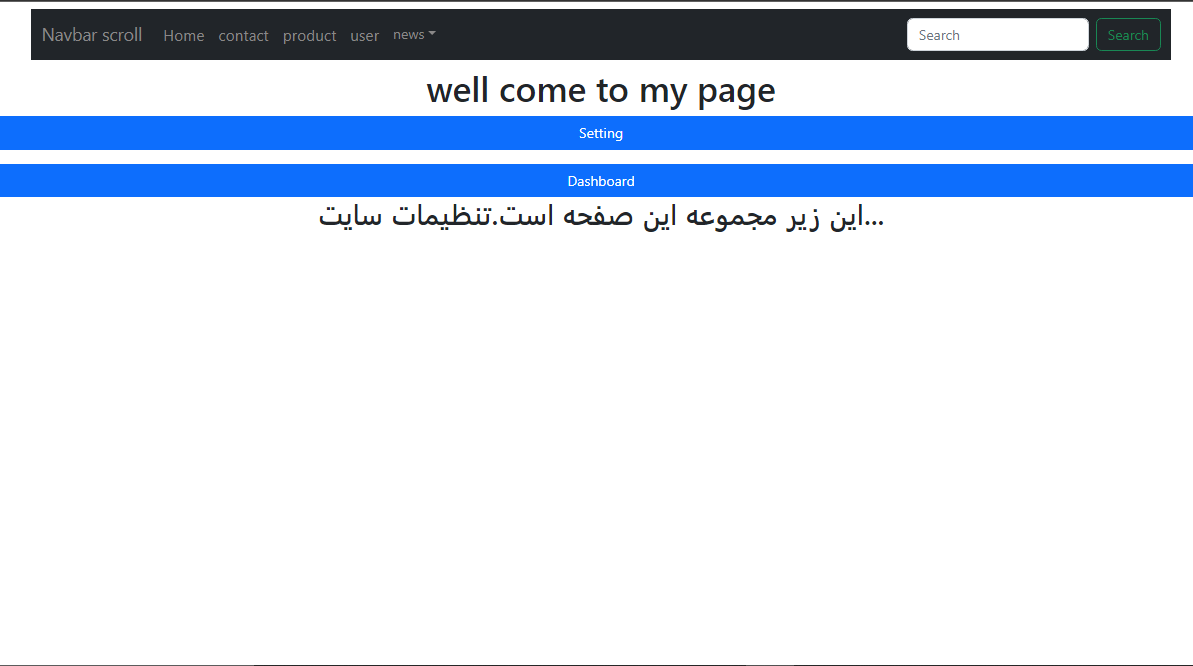 Navbar scroll Home contact product user news Search Search
well come to my page
Setting
Dashboard
این زیر مجموعه این صفحه است.تنظیمات سایت...